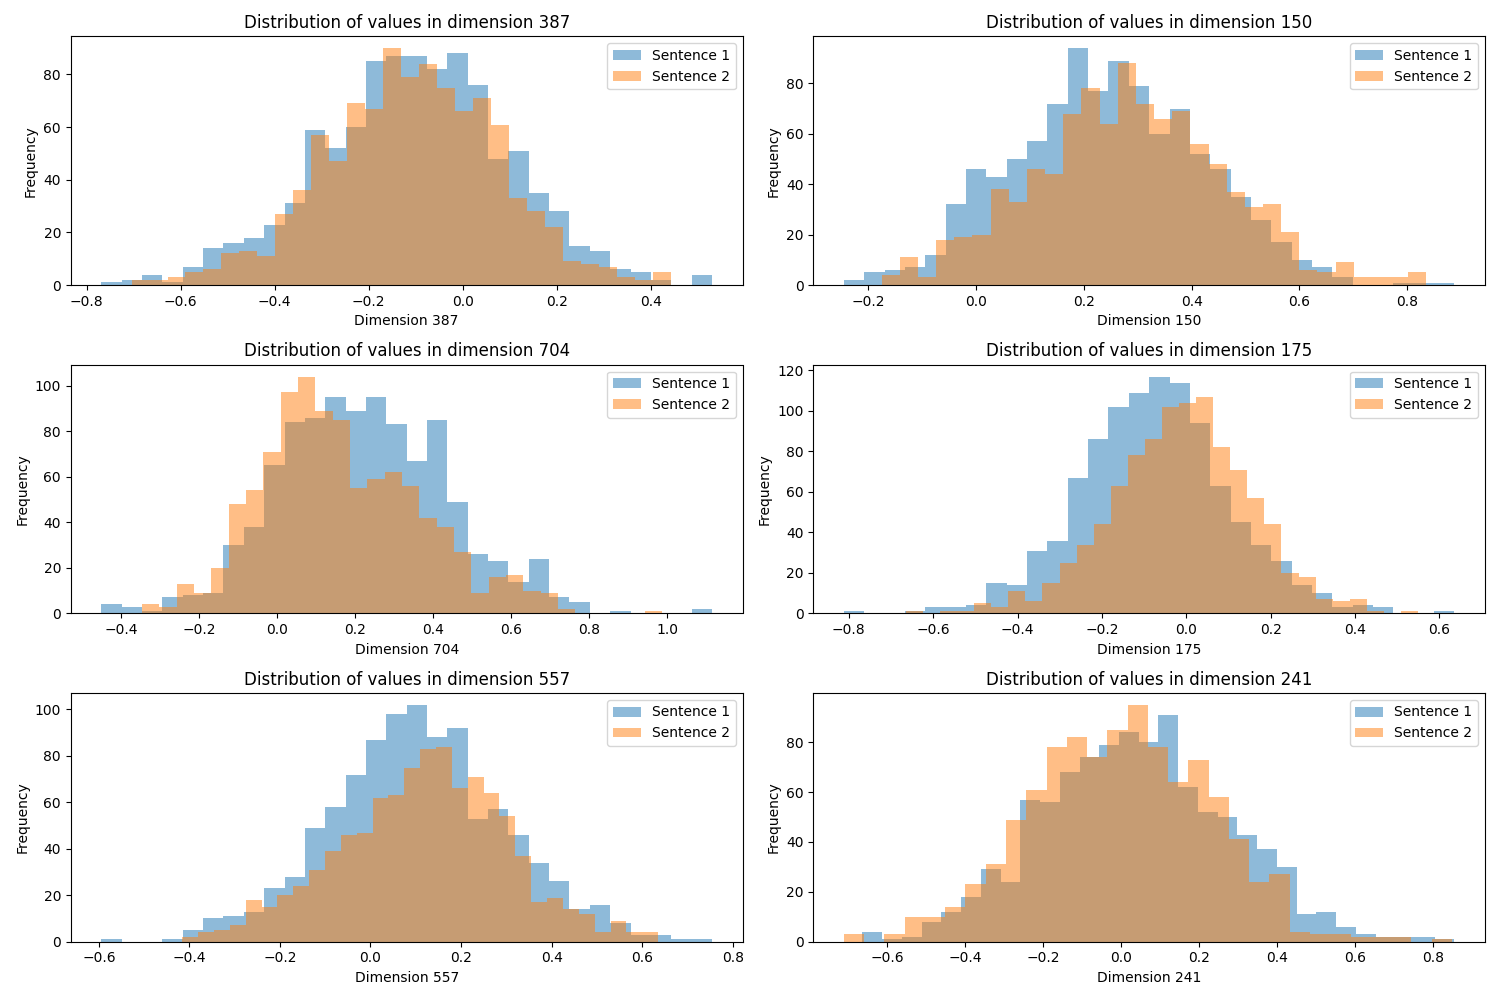 Distribution of values in dimension 387
Frequency
80
60
40
20
0
−0.8 −0.6 −0.4 −0.2 0.0 0.2 0.4
Dimension 387
Sentence 1
Sentence 2
Distribution of values in dimension 150
Frequency
80
60
40
20
0
−0.2 0.0 0.2 0.4 0.6 0.8
Dimension 150
Sentence 1
Sentence 2
Distribution of values in dimension 704
Frequency
100
80
60
40
20
0
−0.4 −0.2 0.0 0.2 0.4 0.6 0.8 1.0
Dimension 704
Sentence 1
Sentence 2
Distribution of values in dimension 175
Frequency
120
100
80
60
40
20
0
−0.8 −0.6 −0.4 −0.2 0.0 0.2 0.4 0.6
Dimension 175
Sentence 1
Sentence 2
Distribution of values in dimension 557
Frequency
100
80
60
40
20
0
−0.6 −0.4 −0.2 0.0 0.2 0.4 0.6 0.8
Dimension 557
Sentence 1
Sentence 2
Distribution of values in dimension 241
Frequency
80
60
40
20
0
−0.6 −0.4 −0.2 0.0 0.2 0.4 0.6 0.8
Dimension 241
Sentence 1
Sentence 2